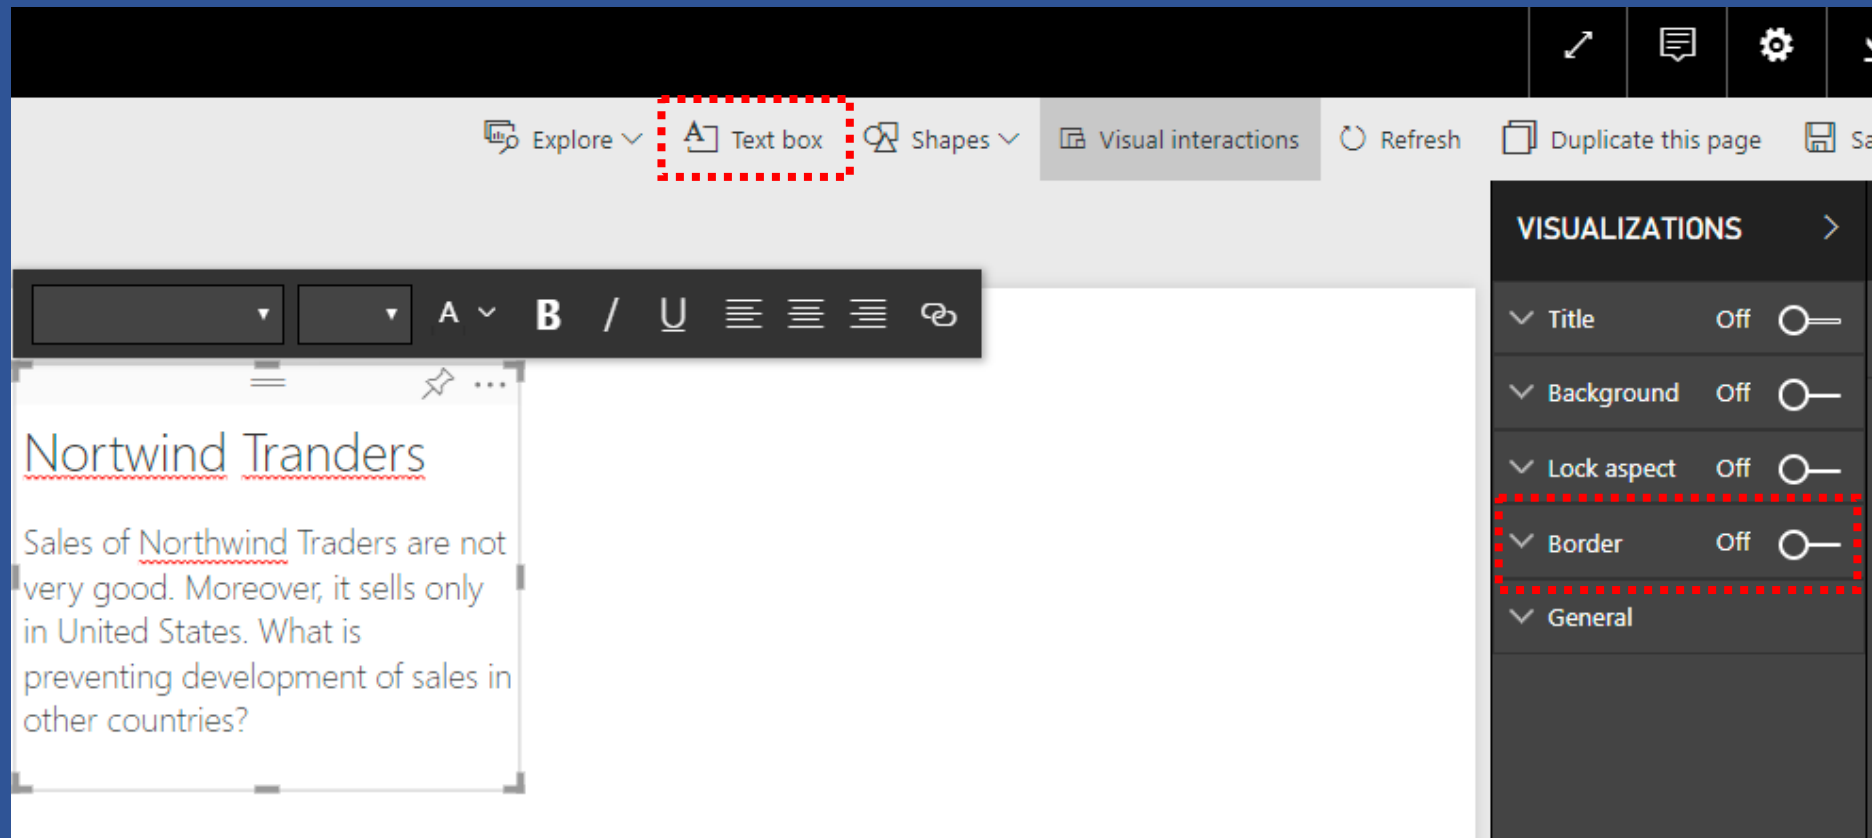 Explore Text box Shapes Visual interactions Refresh Duplicate this page
VISUALIZATIONS
A B / U
Title Off
Background Off
Lock aspect Off
Border Off
General
Nortwind Tranders
Sales of Northwind Traders are not
very good. Moreover, it sells only
in United States. What is
preventing development of sales in
other countries?